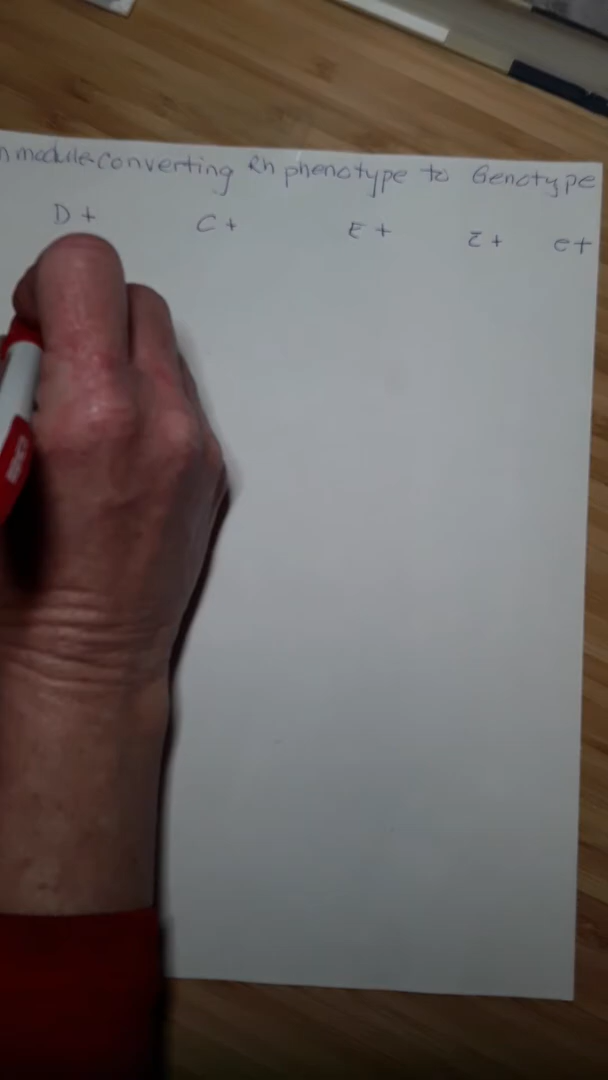 module-converting Rh phenotype to Genotype
D + C + E + c̄ + e+